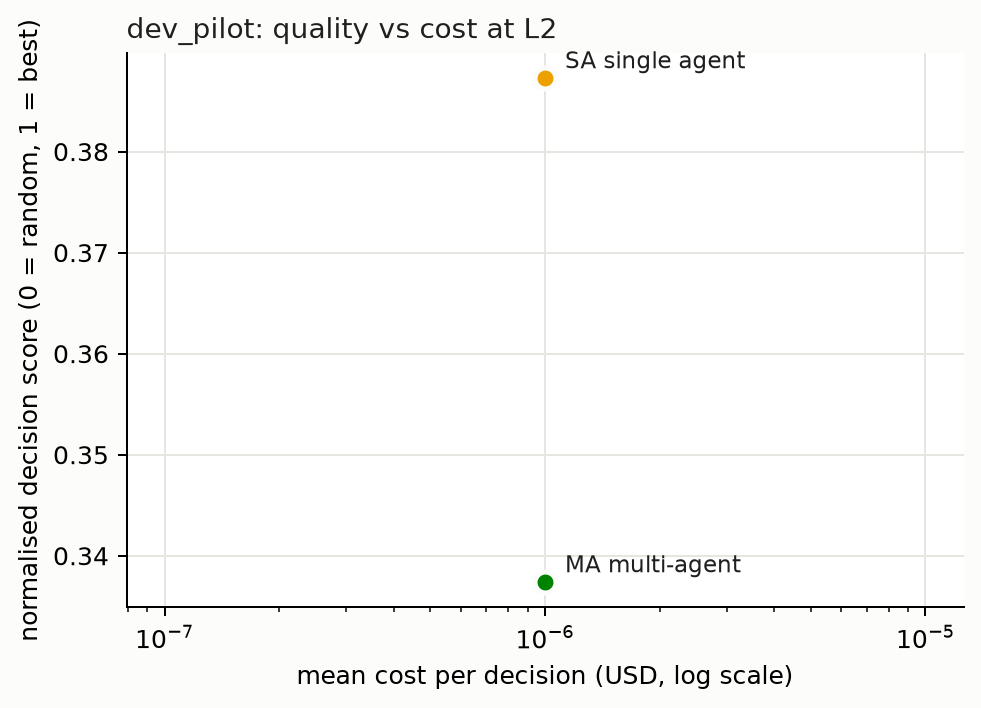 dev_pilot: quality vs cost at L2
SA single agent
normalised decision score (0 = random, 1 = best)
0.38
0.37
0.36
0.35
0.34
MA multi-agent
10⁻⁷
10⁻⁶
10⁻⁵
mean cost per decision (USD, log scale)